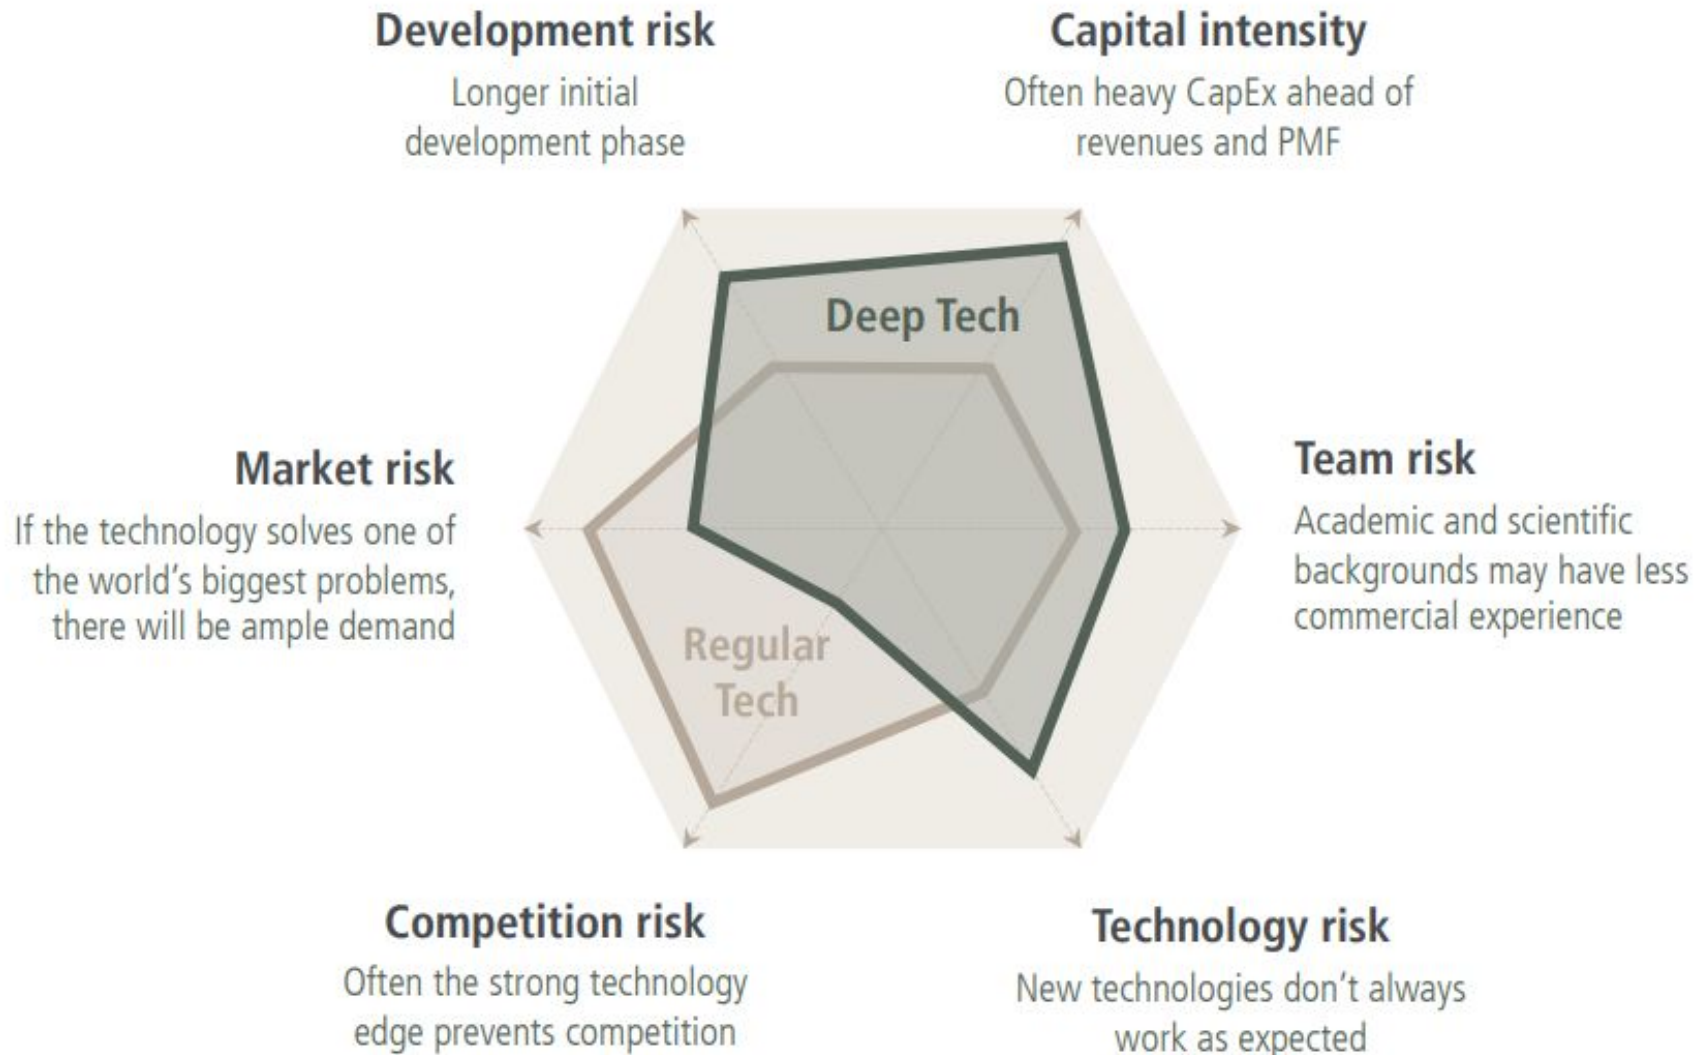 Development risk
Longer initial
development phase
Capital intensity
Often heavy CapEx ahead of
revenues and PMF
Deep Tech
Market risk
If the technology solves one of
the world’s biggest problems,
there will be ample demand
Team risk
Academic and scientific
backgrounds may have less
commercial experience
Regular
Tech
Competition risk
Often the strong technology
edge prevents competition
Technology risk
New technologies don’t always
work as expected